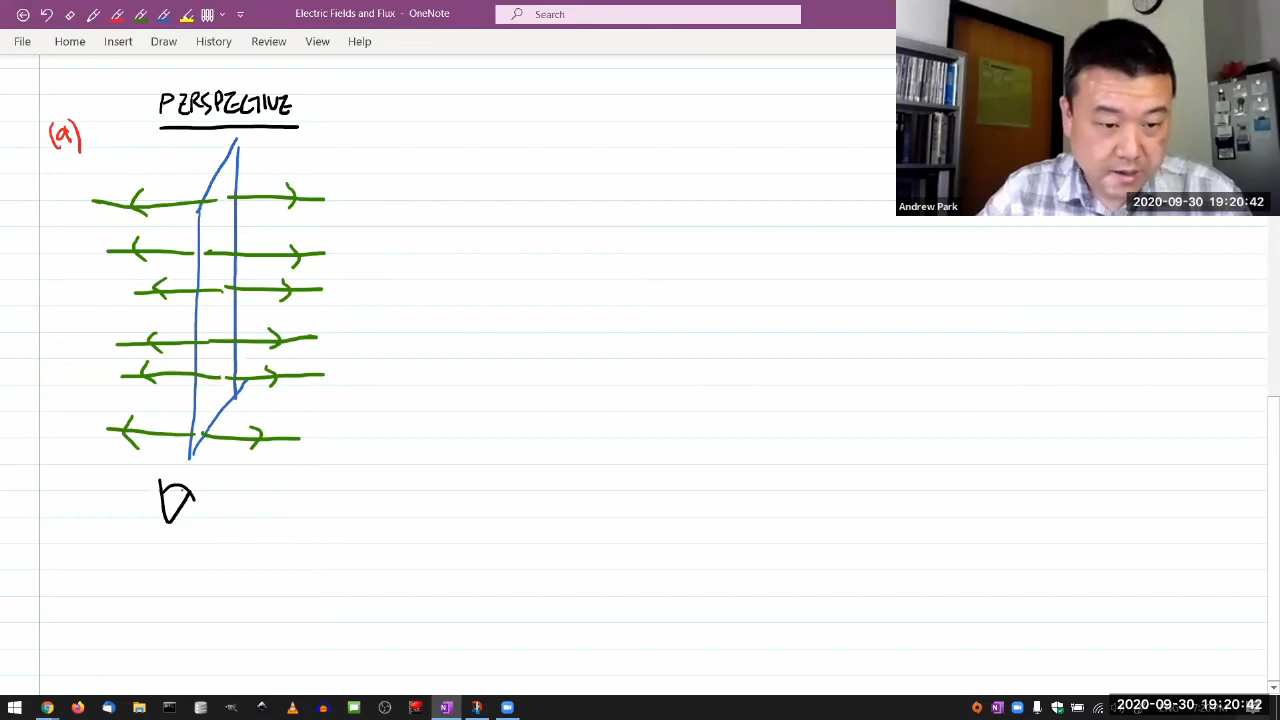 Electric Fields and Flux - OneNote
Search
File Home Insert Draw History Review View Help
PERSPECTIVE
(a)
D
Andrew Park
2020-09-30 19:20:42
2020-09-30 19:20:42